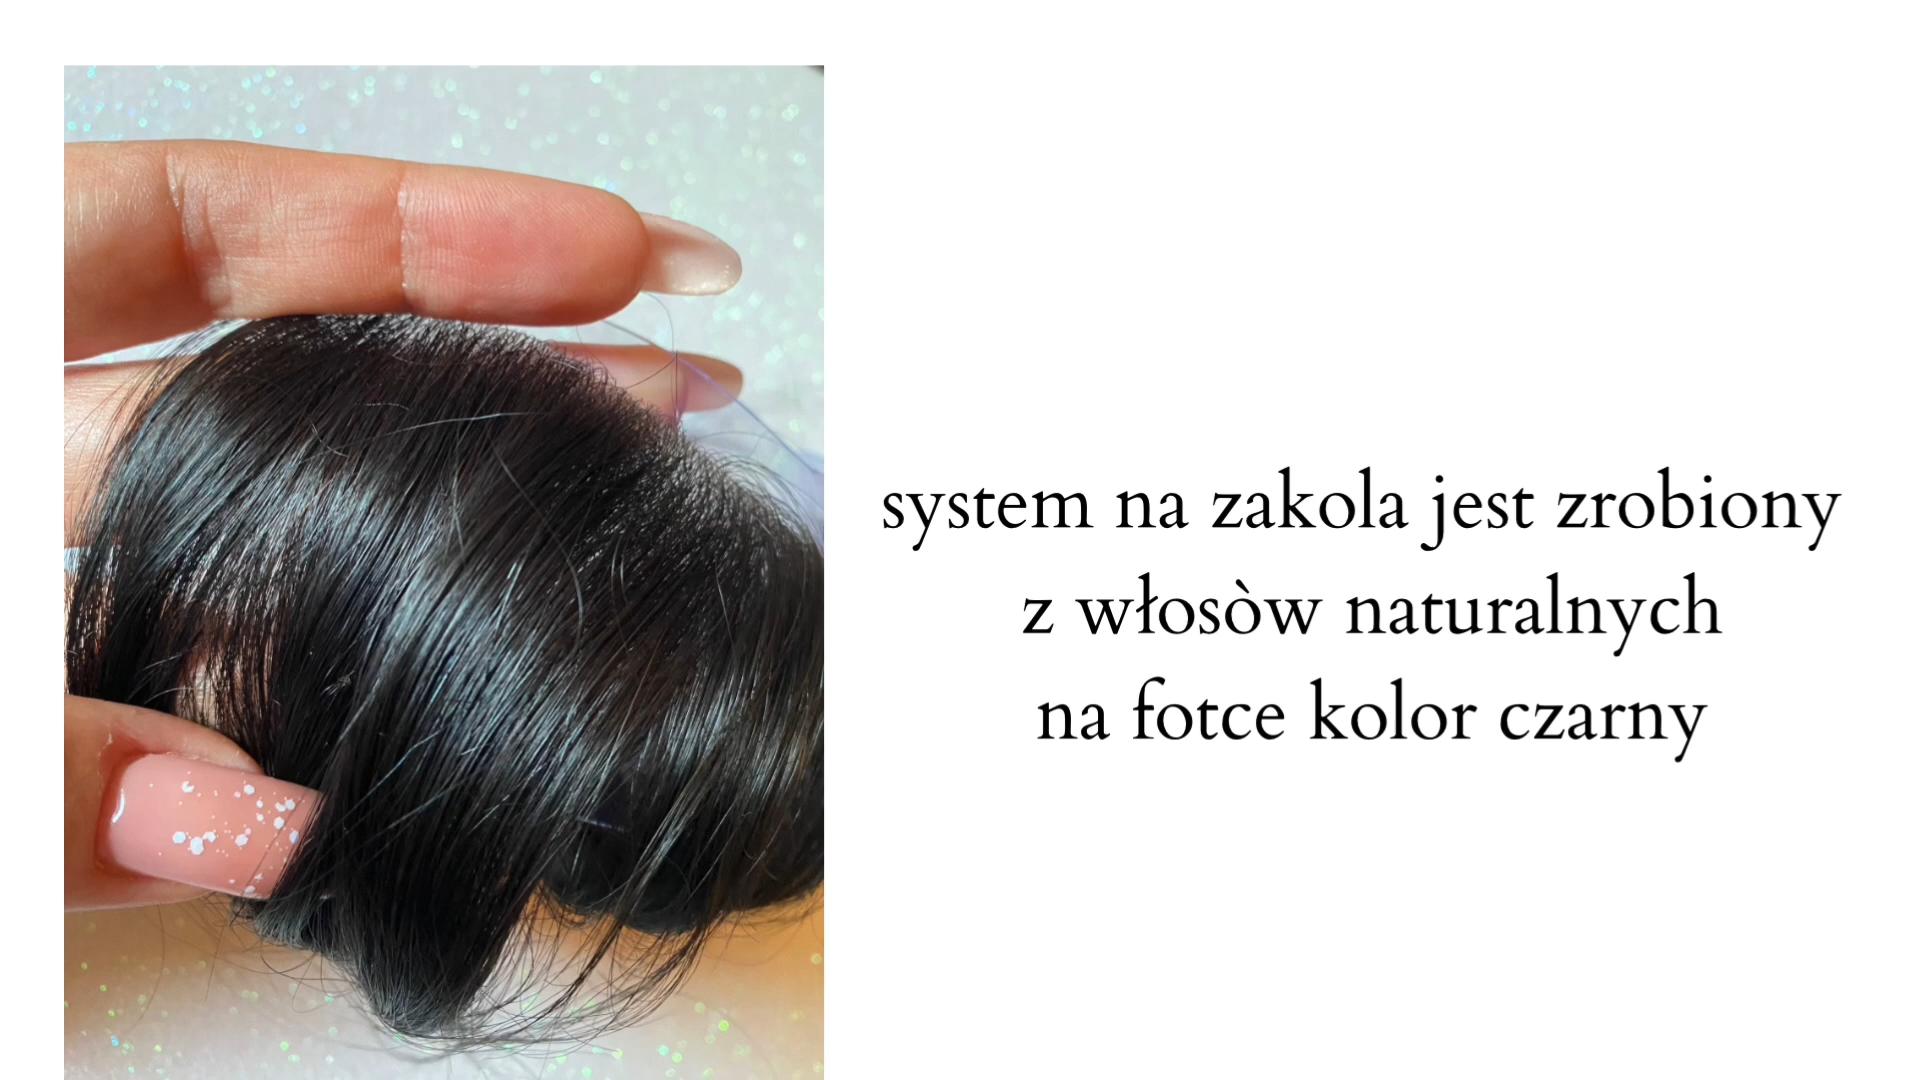 system na zakola jest zrobiony
z włosòw naturalnych
na fotce kolor czarny